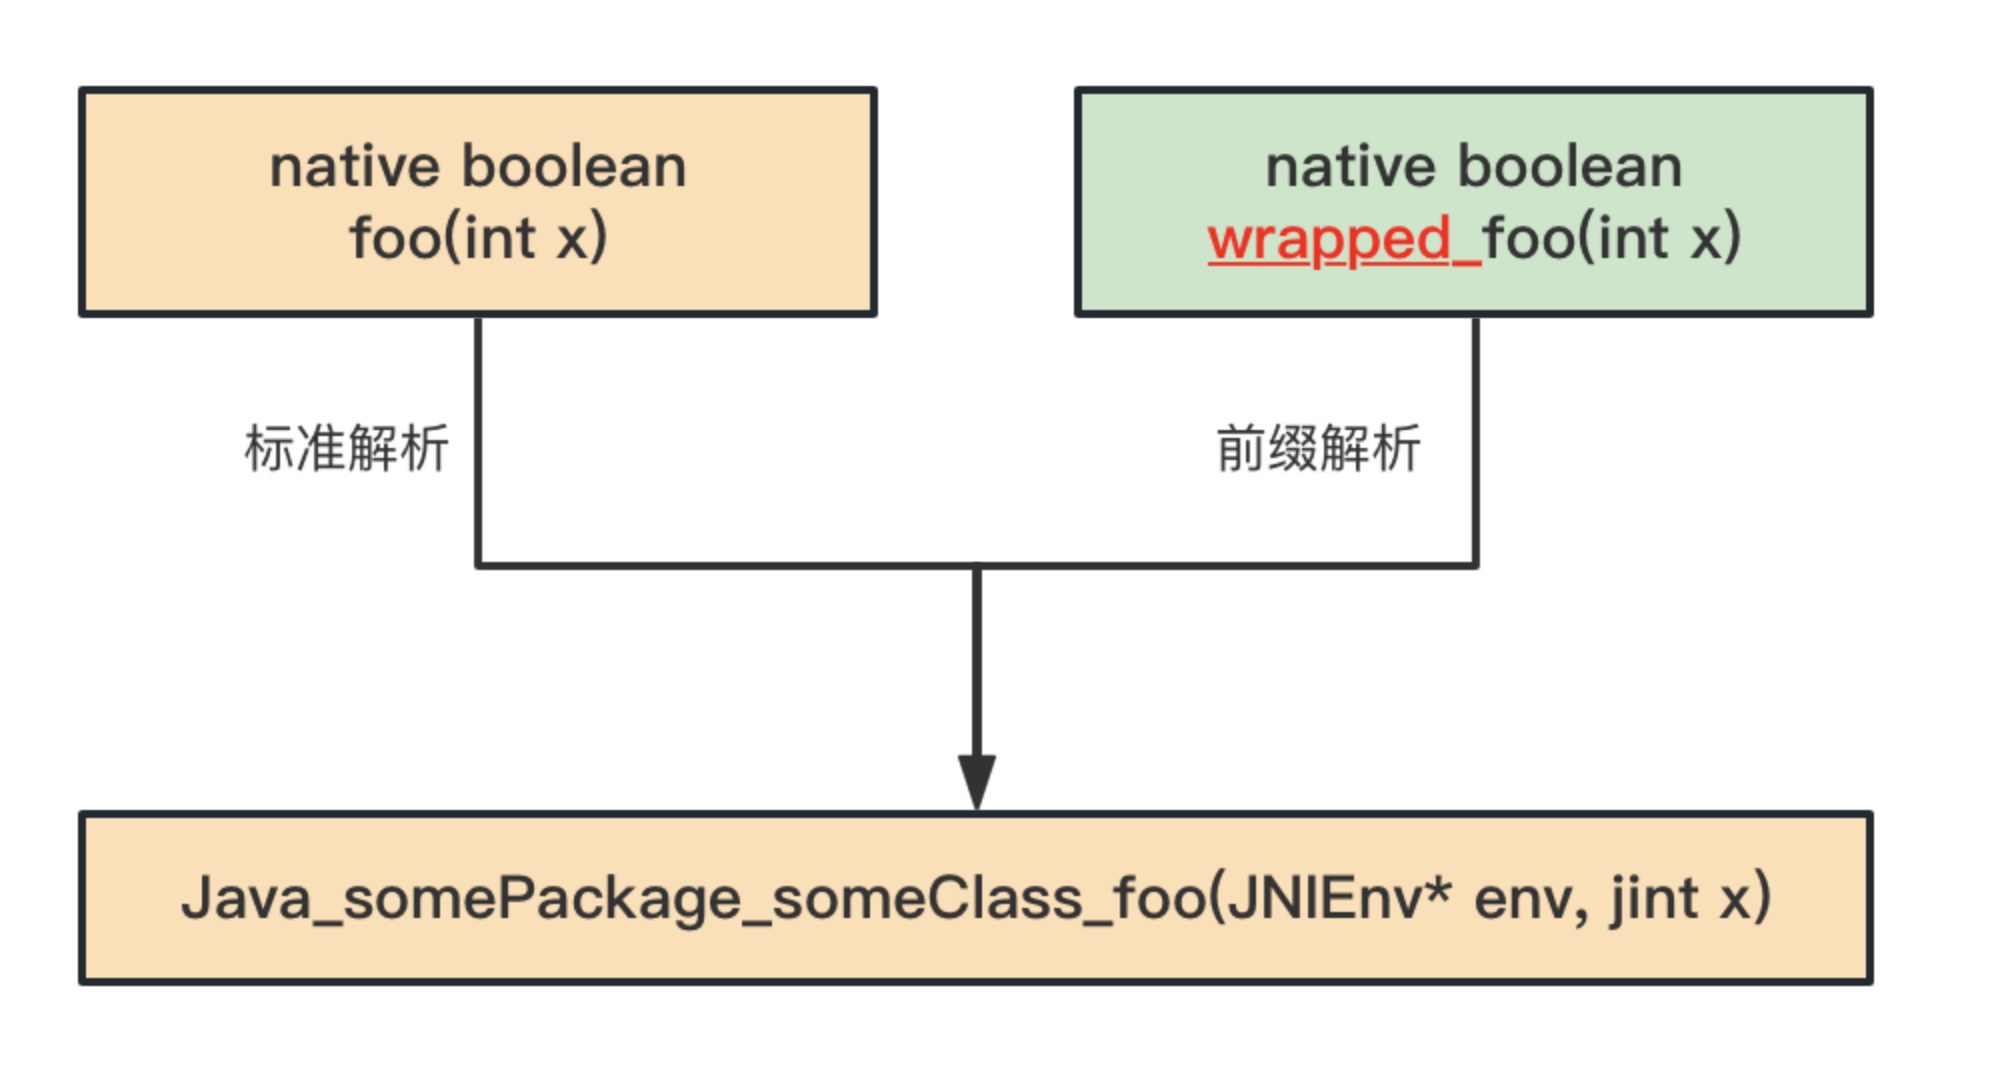 native boolean
foo(int x)
native boolean
wrapped_foo(int x)
标准解析
前缀解析
Java_somePackage_someClass_foo(JNIEnv* env, jint x)